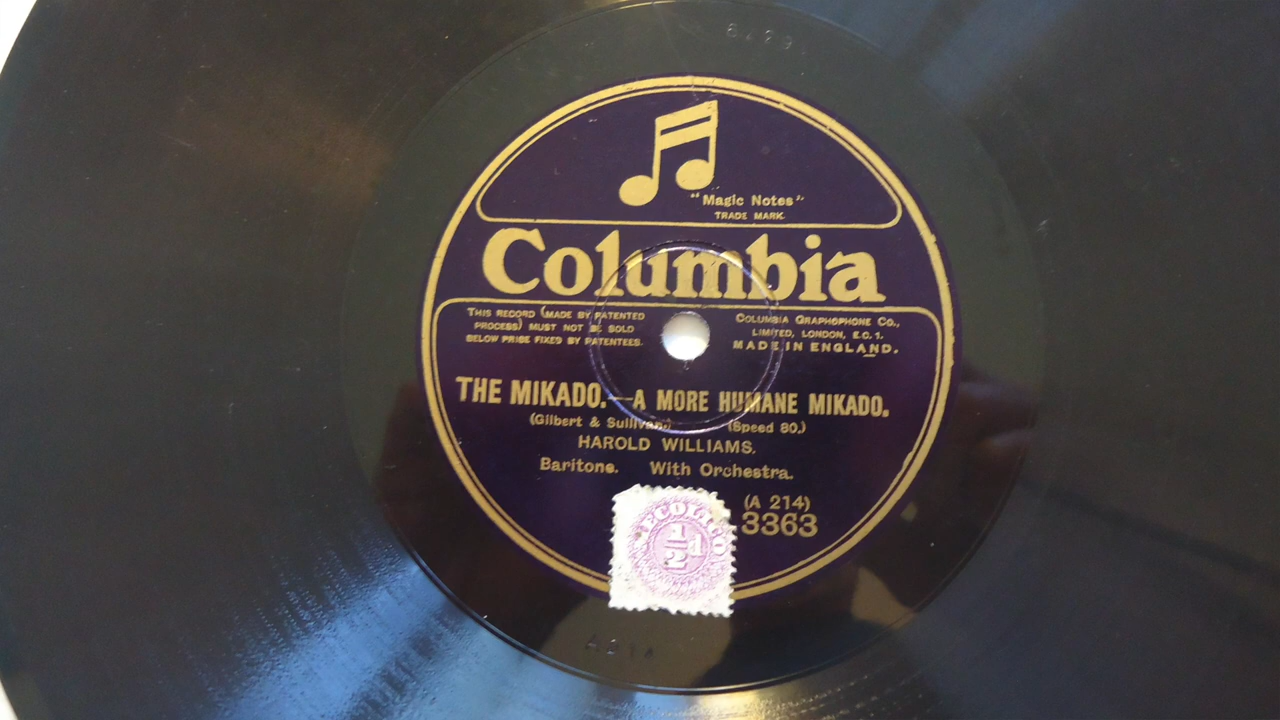 "Magic Notes"
TRADE MARK.
Columbia
THIS RECORD (MADE BY PATENTED
PROCESS) MUST NOT BE SOLD
BELOW PRICE FIXED BY PATENTEES.
COLUMBIA GRAPHOPHONE CO.,
LIMITED, LONDON, E.C. 1.
MADE IN ENGLAND.
THE MIKADO.—A MORE HUMANE MIKADO.
(Gilbert & Sullivan) (Speed 80.)
HAROLD WILLIAMS.
Baritone. With Orchestra.
(A 214)
3363
MECOLICO
1/2d